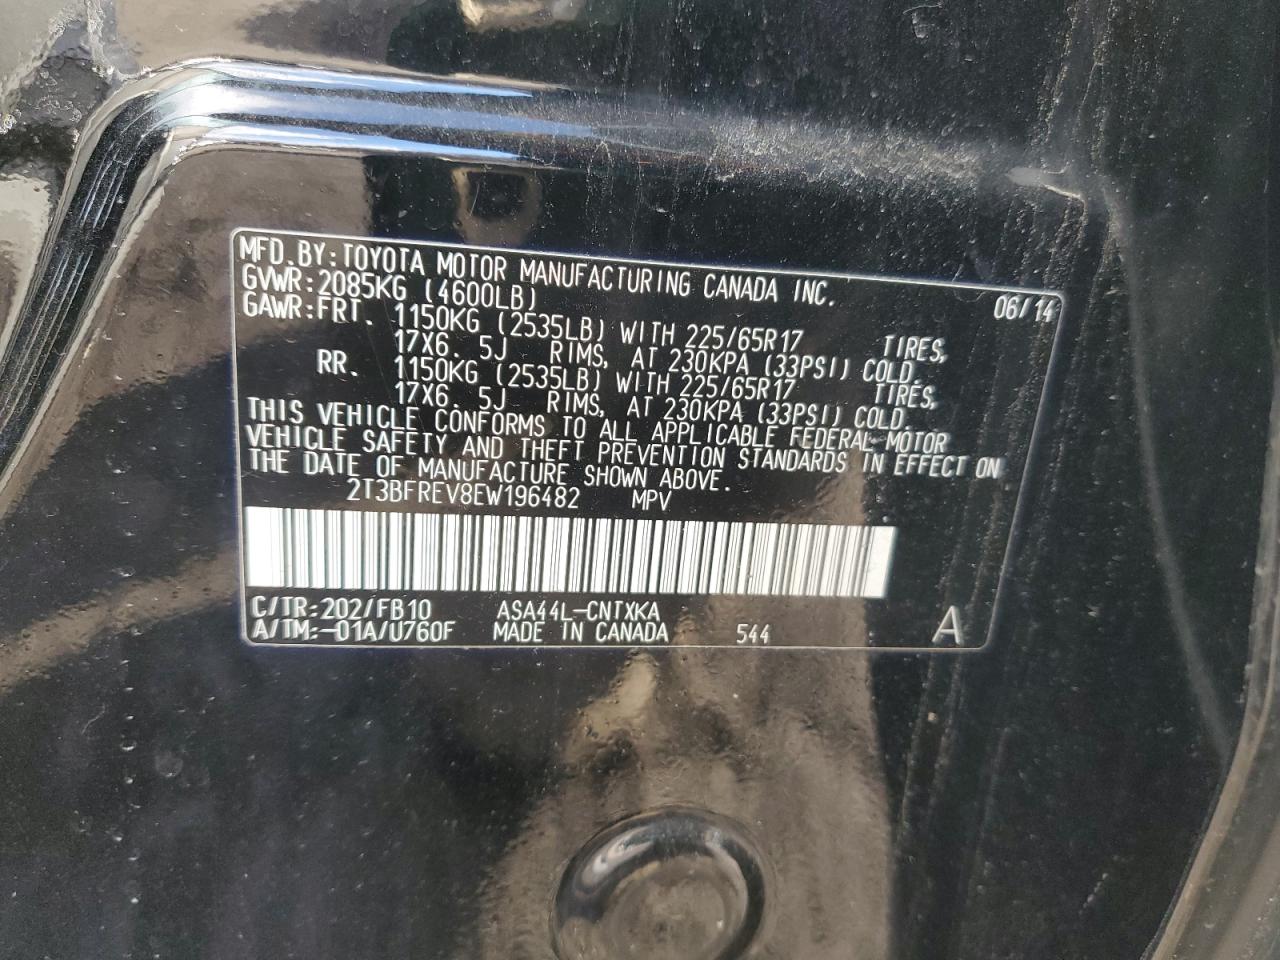 MFD.BY:TOYOTA MOTOR MANUFACTURING CANADA INC. 06/14
GVWR:2085KG (4600LB)
GAWR:FRT. 1150KG (2535LB) WITH 225/65R17 TIRES,
17X6. 5J RIMS, AT 230KPA (33PSI) COLD.
RR. 1150KG (2535LB) WITH 225/65R17 TIRES,
17X6. 5J RIMS, AT 230KPA (33PSI) COLD.
THIS VEHICLE CONFORMS TO ALL APPLICABLE FEDERAL MOTOR
VEHICLE SAFETY AND THEFT PREVENTION STANDARDS IN EFFECT ON
THE DATE OF MANUFACTURE SHOWN ABOVE.
2T3BFREV8EW196482 MPV
C/TR:202/FB10 ASA44L-CNTXKA
A/TM:-01A/U760F MADE IN CANADA 544 A